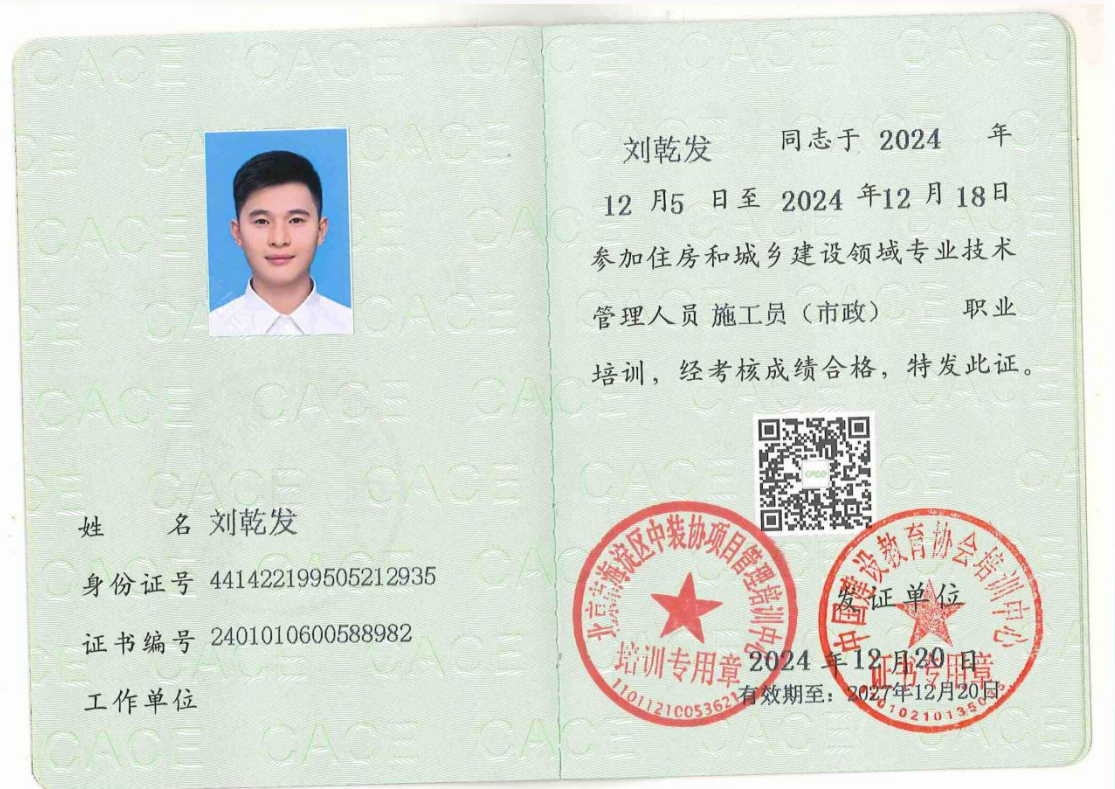 姓 名 刘乾发
身份证号 441422199505212935
证书编号 2401010600588982
工作单位
刘乾发 同志于 2024 年
12 月5 日至 2024 年12 月 18日
参加住房和城乡建设领域专业技术
管理人员 施工员（市政） 职业
培训，经考核成绩合格，特发此证。
CACE
北京市海淀区中装协项目管理培训中心
培训专用章
中国建设教育协会培训中心
证书专用章
发证单位
2024 年12月20 日
有效期至：2027年12月20日